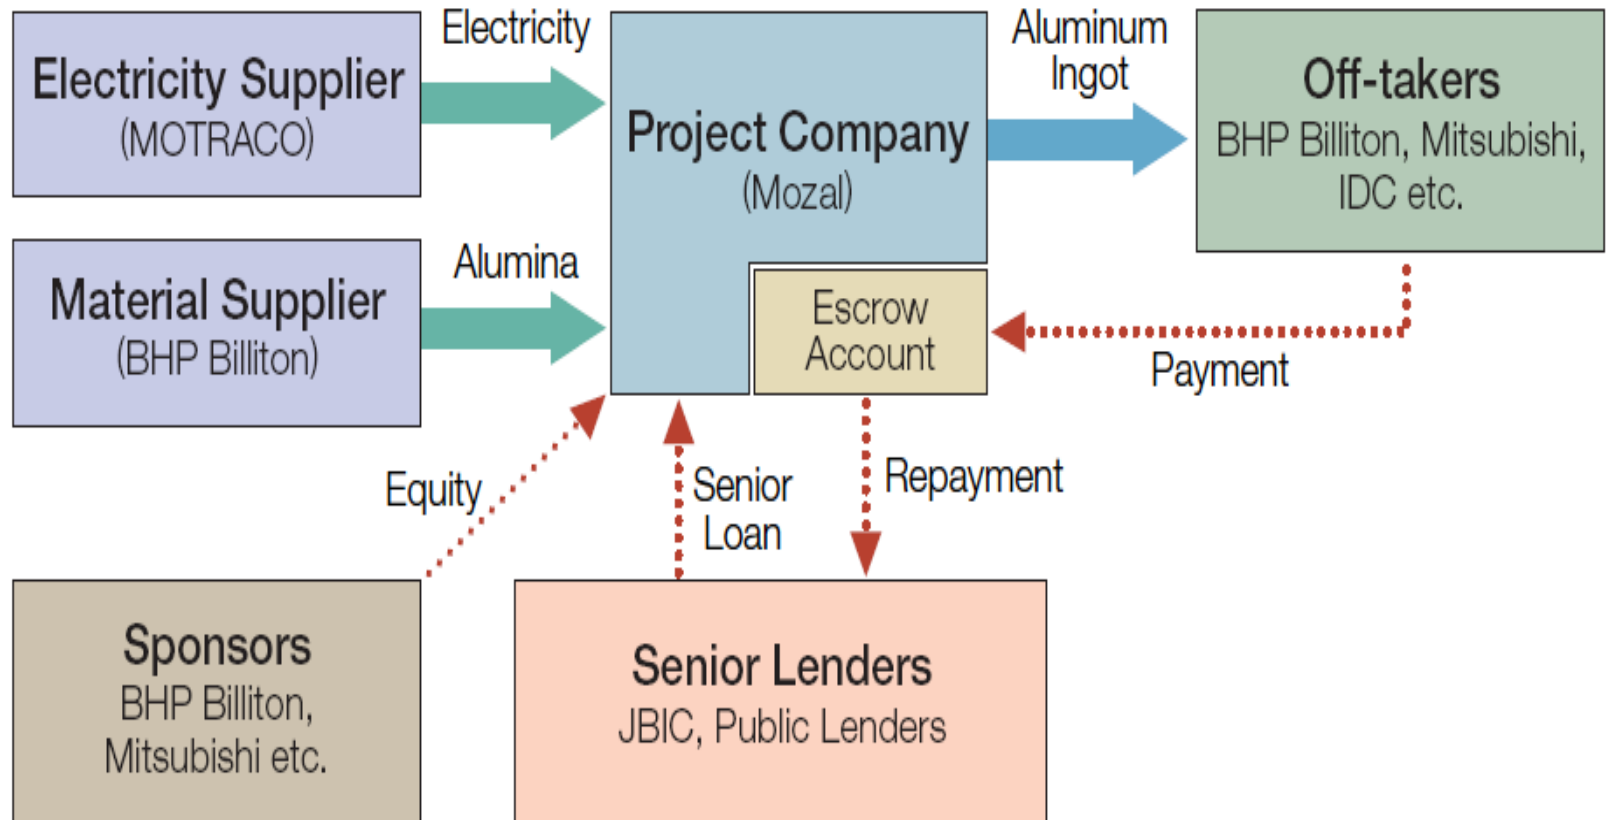 Electricity Supplier
(MOTRACO)
Electricity
Project Company
(Mozal)
Aluminum
Ingot
Off-takers
BHP Billiton, Mitsubishi,
IDC etc.
Material Supplier
(BHP Billiton)
Alumina
Escrow
Account
Payment
Equity
Senior
Loan
Repayment
Sponsors
BHP Billiton,
Mitsubishi etc.
Senior Lenders
JBIC, Public Lenders